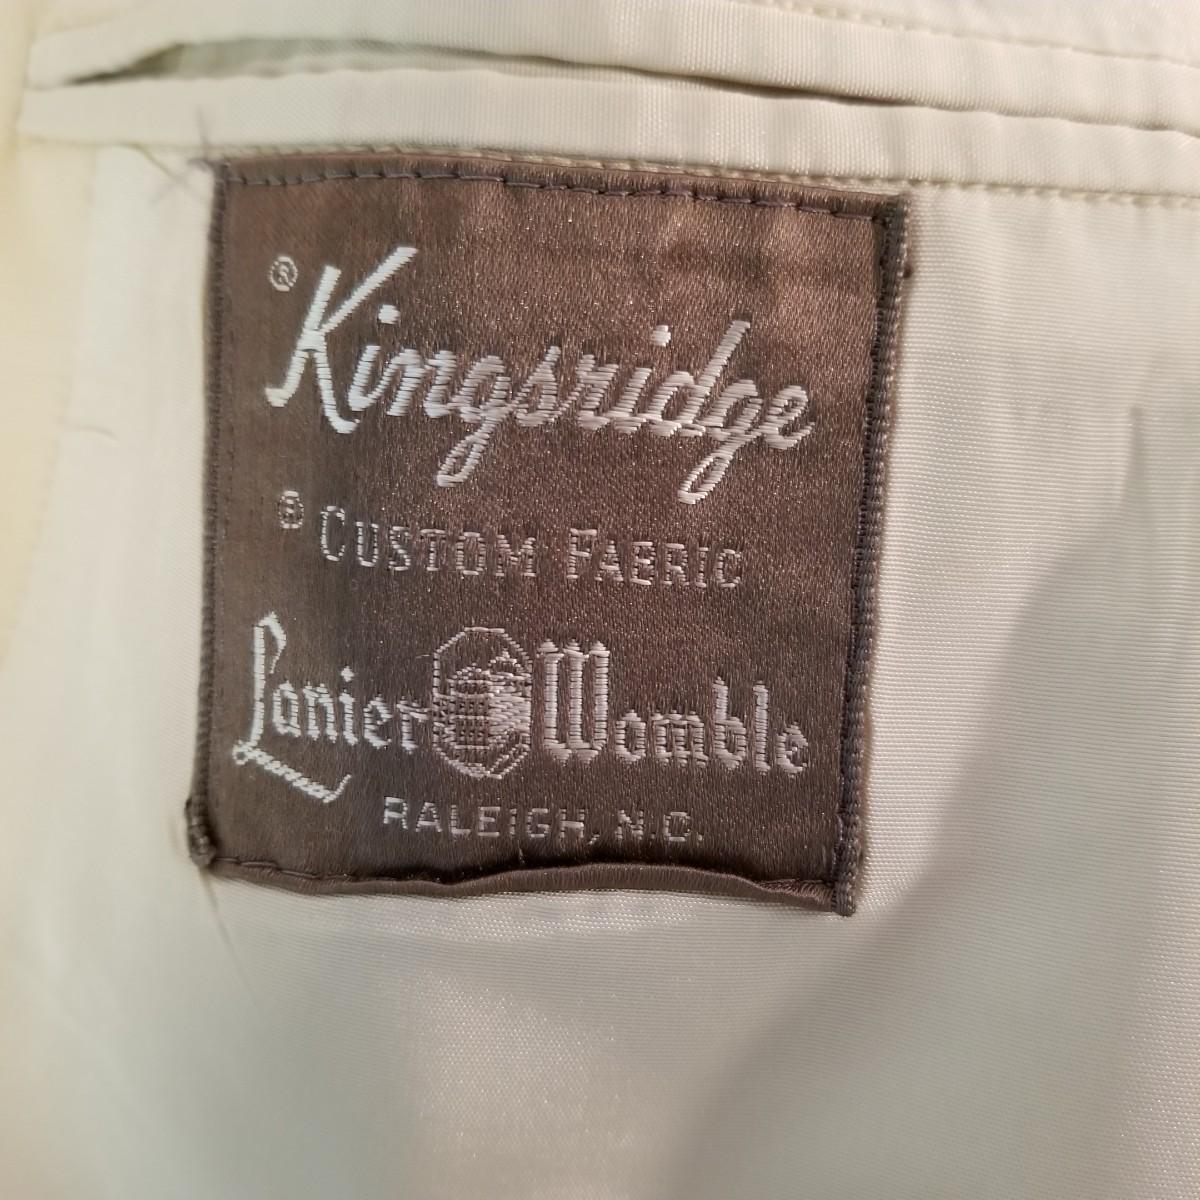 ® Kingsridge
® CUSTOM FABRIC
Lanier Womble
RALEIGH, N.C.